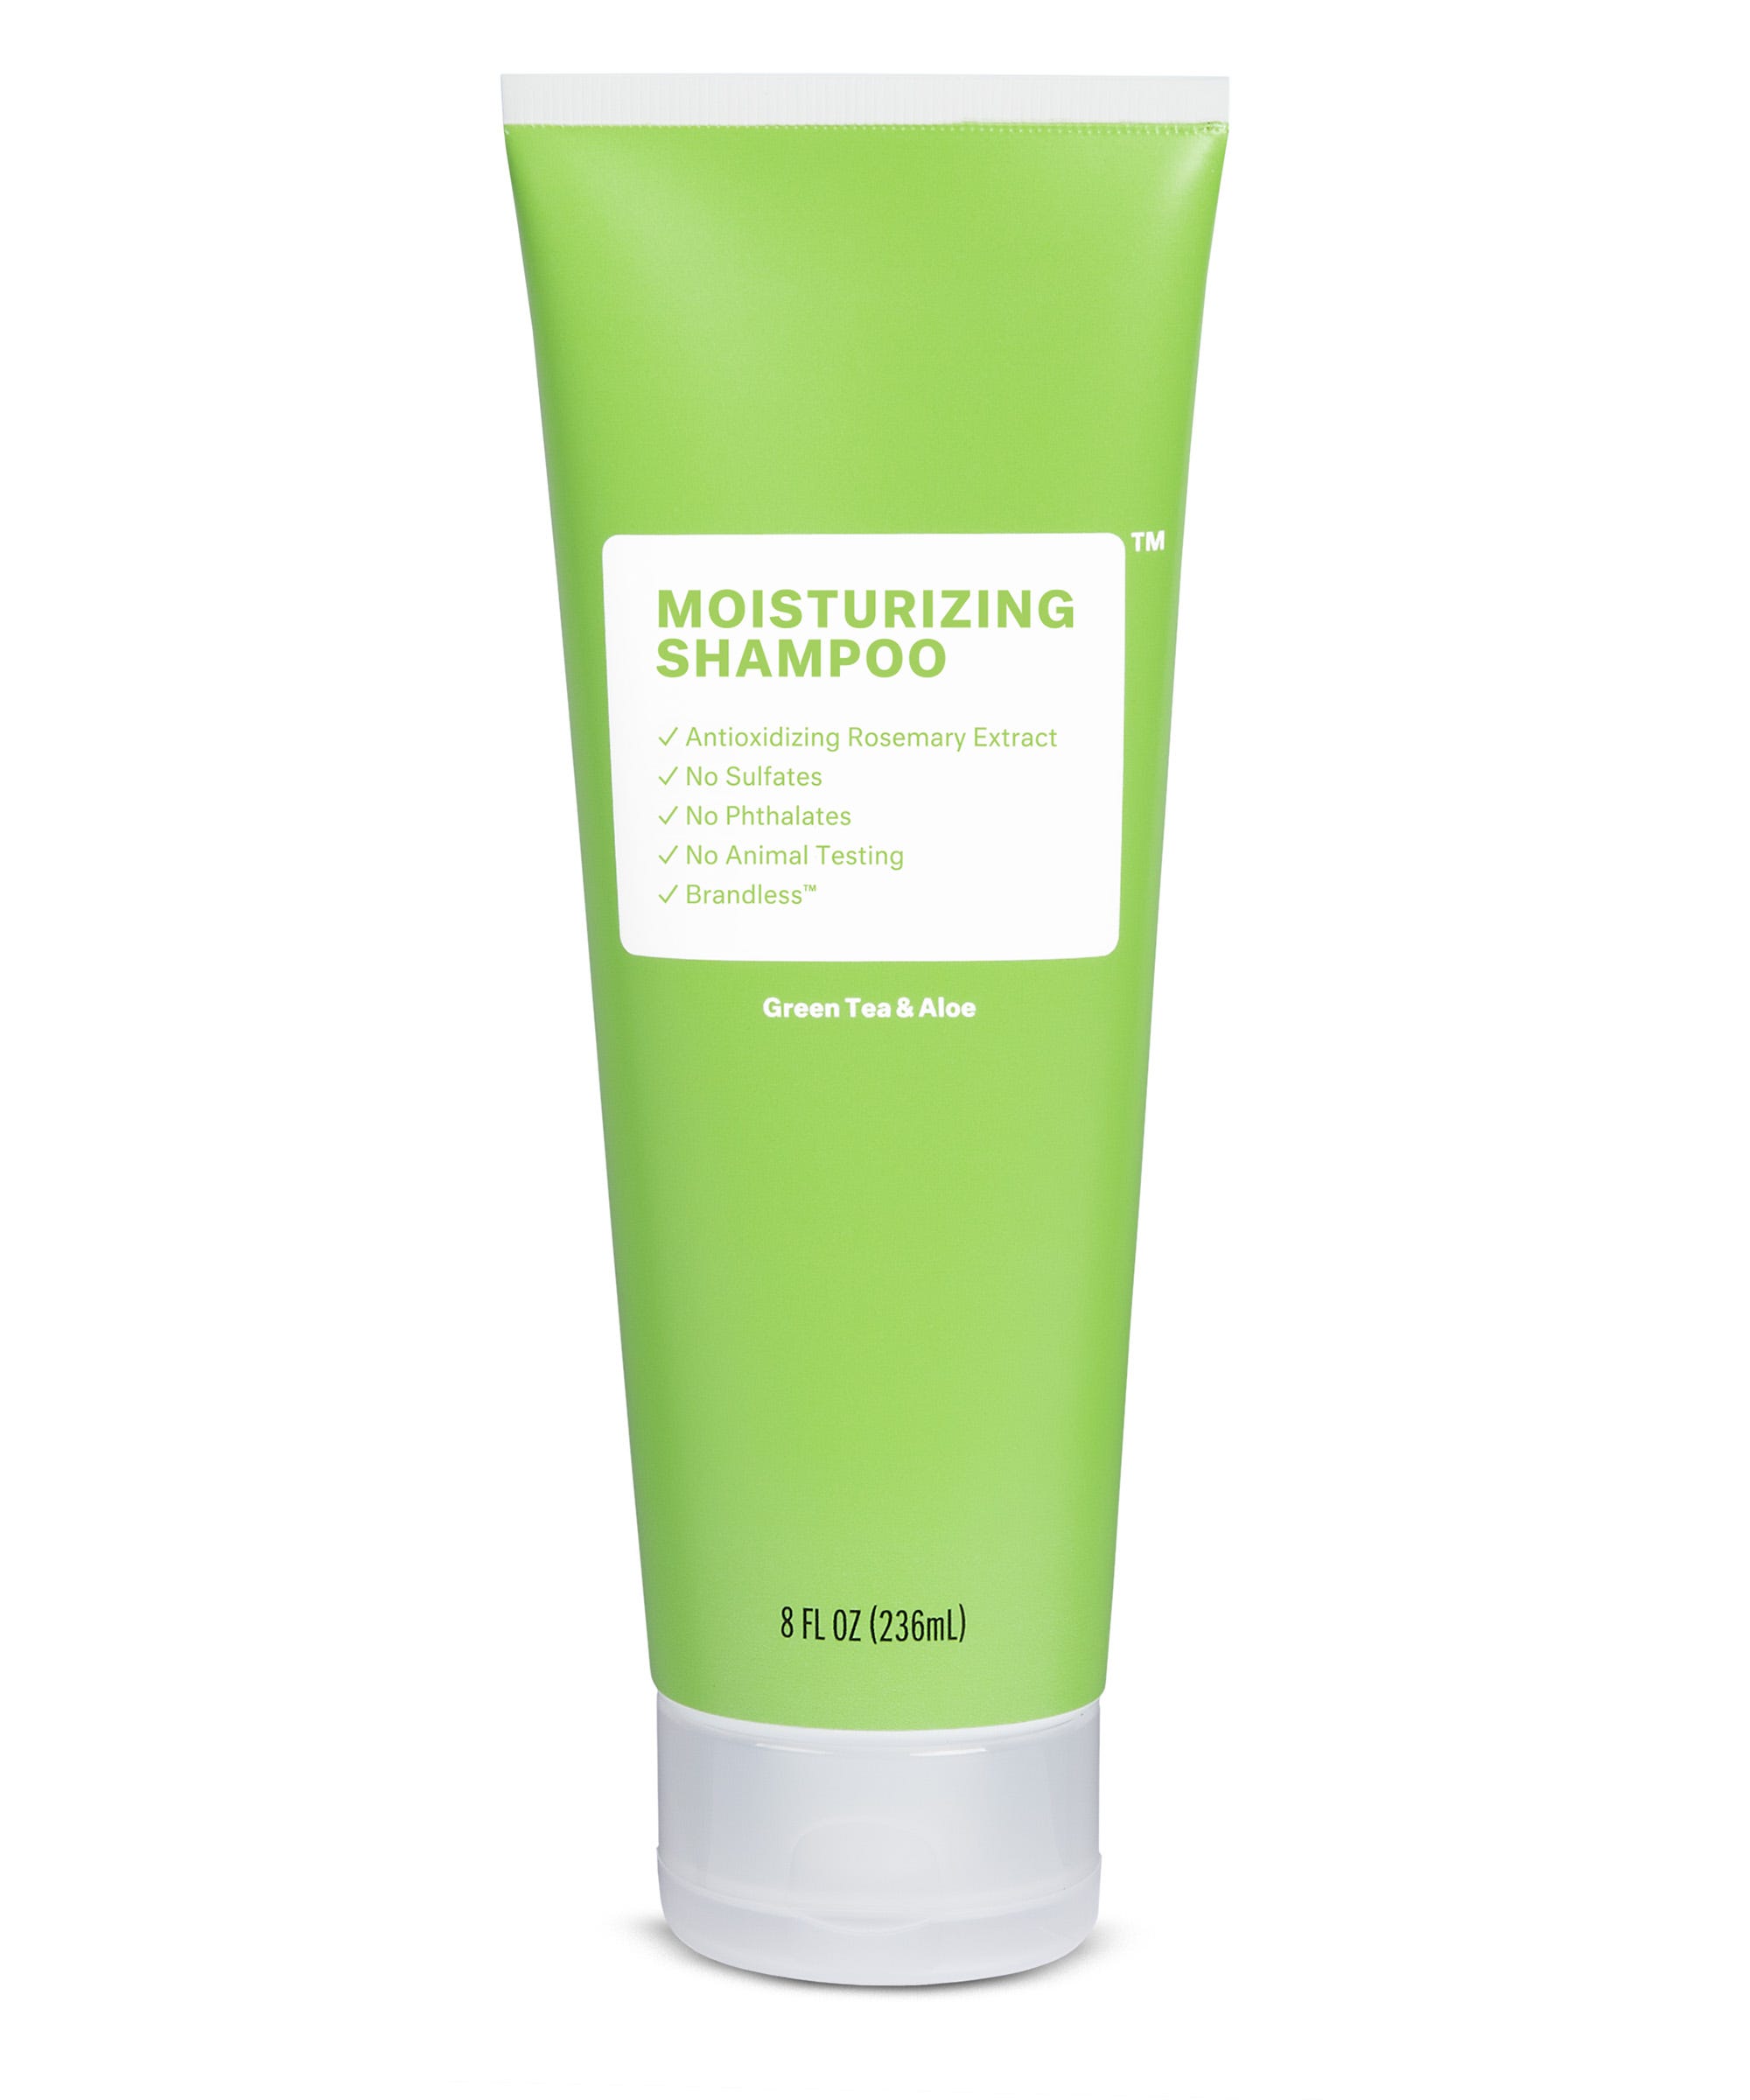 TM
MOISTURIZING
SHAMPOO
✓ Antioxidizing Rosemary Extract
✓ No Sulfates
✓ No Phthalates
✓ No Animal Testing
✓ Brandless™
Green Tea & Aloe
8 FL OZ (236mL)